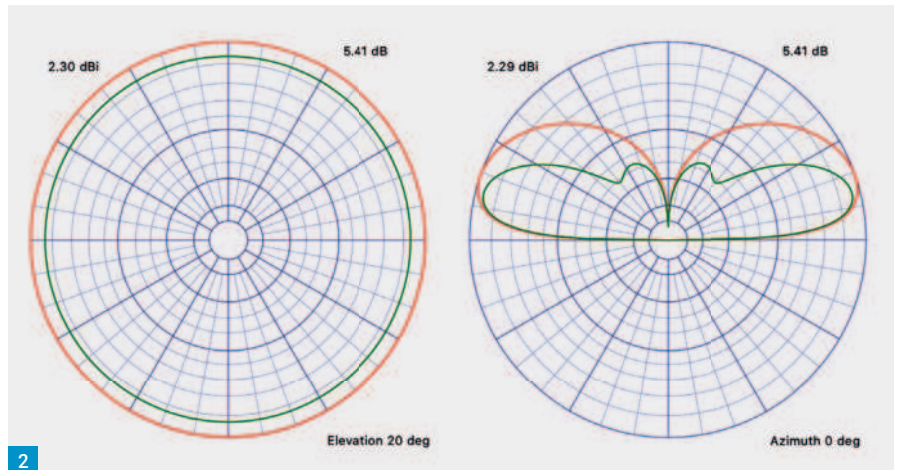 2.30 dBi
5.41 dB
Elevation 20 deg
2.29 dBi
5.41 dB
Azimuth 0 deg
2